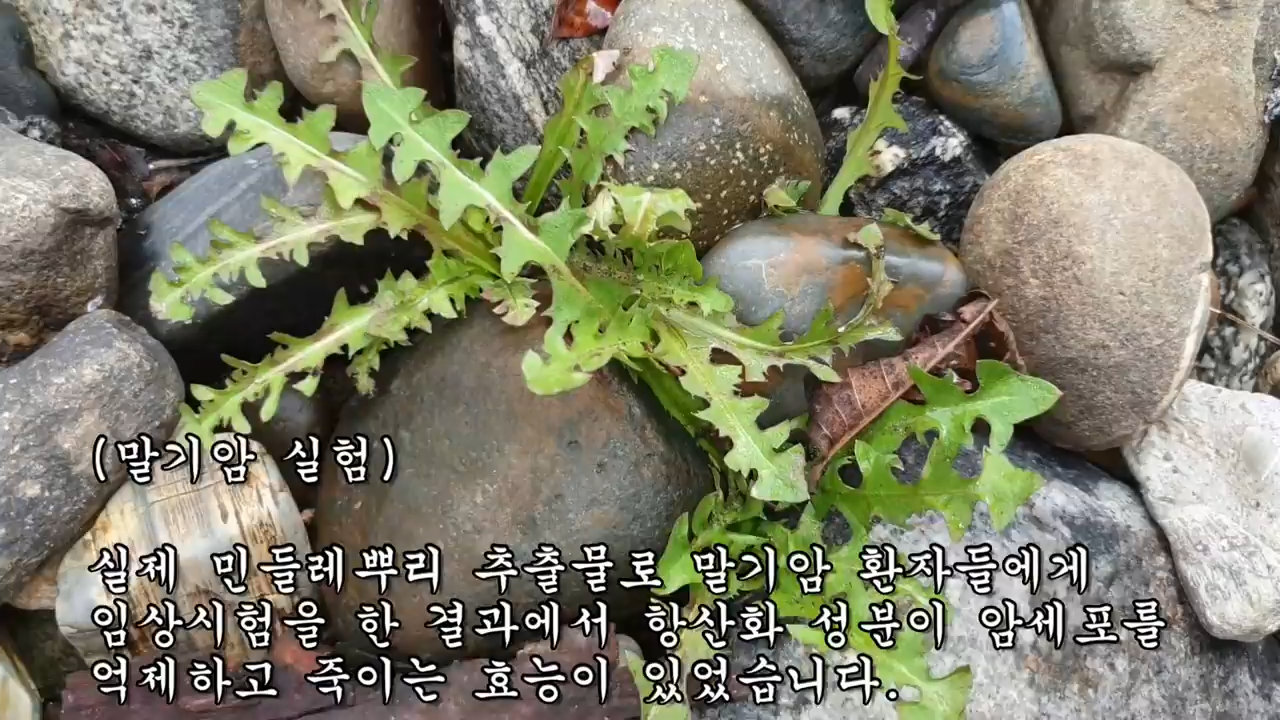 (말기암 실험)
실제 민들레뿌리 추출물로 말기암 환자들에게
임상시험을 한 결과에서 항산화 성분이 암세포를
억제하고 죽이는 효능이 있었습니다.